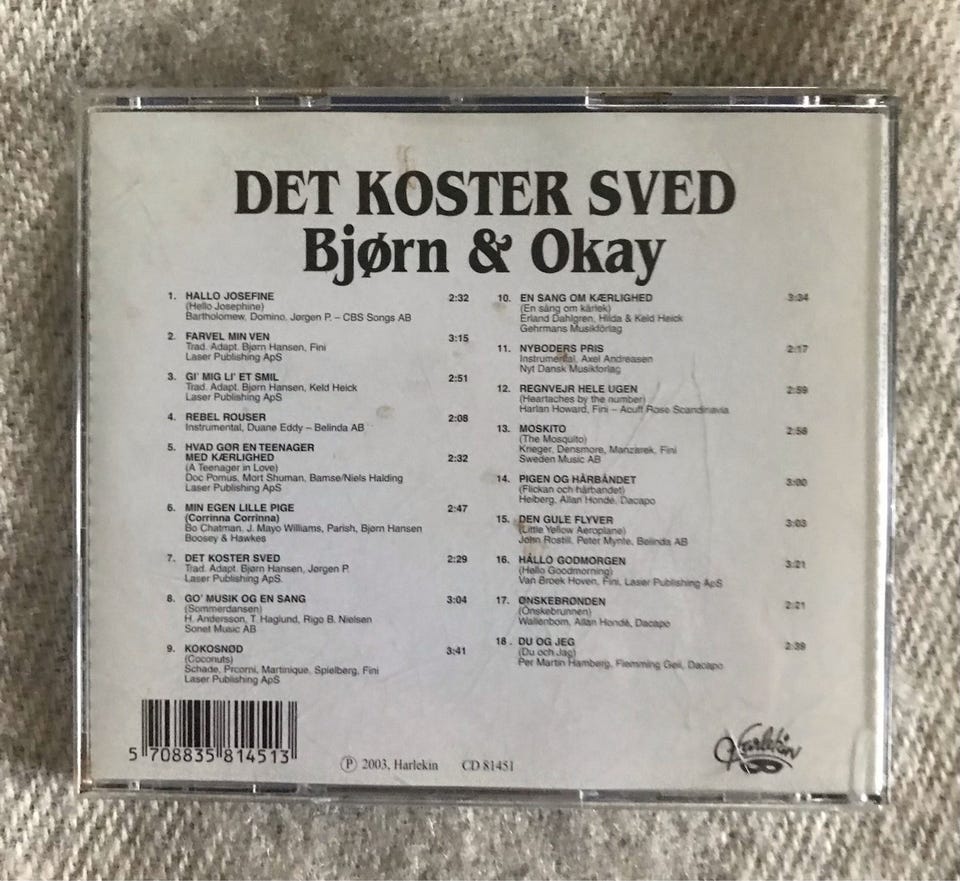 DET KOSTER SVED
Bjørn & Okay
1. HALLO JOSEFINE 2:32
(Hello Josephine)
Bartholomew, Domino, Jørgen P. – CBS Songs AB
2. FARVEL MIN VEN 3:15
Trad. Adapt. Bjørn Hansen, Fini
Laser Publishing ApS
3. GI' MIG LI' ET SMIL 2:51
Trad. Adapt. Bjørn Hansen, Keld Heick
Laser Publishing ApS
4. REBEL ROUSER 2:08
Instrumental, Duane Eddy – Belinda AB
5. HVAD GØR EN TEENAGER
MED KÆRLIGHED 2:32
(A Teenager in Love)
Doc Pomus, Mort Shuman, Bamse/Niels Halding
Laser Publishing ApS
6. MIN EGEN LILLE PIGE 2:47
(Corrinna Corrinna)
Bo Chatman, J. Mayo Williams, Parish, Bjørn Hansen
Boosey & Hawkes
7. DET KOSTER SVED 2:29
Trad. Adapt. Bjørn Hansen, Jørgen P.
Laser Publishing ApS
8. GO' MUSIK OG EN SANG 3:04
(Sommerdansen)
H. Andersson, T. Haglund, Rigo B. Nielsen
Sonet Music AB
9. KOKOSNØD 3:41
(Coconuts)
Schade, Prcorni, Martinique, Spielberg, Fini
Laser Publishing ApS
10. EN SANG OM KÆRLIGHED 3:34
(En sång om kärlek)
Erland Dahlgren, Hilda & Keld Heick
Gehrmans Musikförlag
11. NYBODERS PRIS 2:17
Instrumental, Axel Andreasen
Nyt Dansk Musikforlag
12. REGNVEJR HELE UGEN 2:59
(Heartaches by the number)
Harlan Howard, Fini – Acuff Rose Scandinavia
13. MOSKITO 2:58
(The Mosquito)
Krieger, Densmore, Manzarek, Fini
Sweden Music AB
14. PIGEN OG HÅRBÅNDET 3:00
(Flickan och hårbandet)
Heiberg, Allan Hondé, Dacapo
15. DEN GULE FLYVER 3:03
(Little Yellow Aeroplane)
John Rostill, Peter Mynte, Belinda AB
16. HALLO GODMORGEN 3:21
(Hello Goodmorning)
Van Broek Hoven, Fini, Laser Publishing ApS
17. ØNSKEBRØNDEN 2:21
(Önskebrunnen)
Wallenbom, Allan Hondé, Dacapo
18. DU OG JEG 2:39
(Du och Jag)
Per Martin Hamberg, Flemming Geil, Dacapo
5 708835 814513
Ⓟ 2003, Harlekin CD 81451
Harlekin